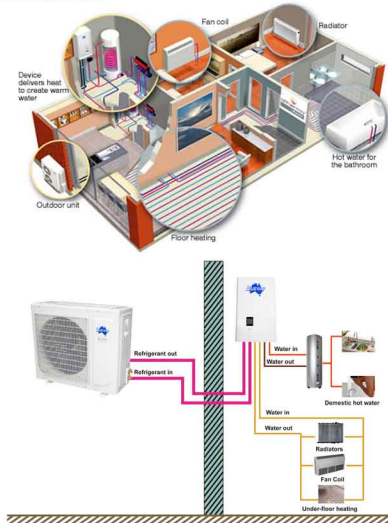 Fan coil
Radiator
Device
delivers heat
to create warm
water
Hot water for
the bathroom
Outdoor unit
Floor heating
Refrigerant out
Refrigerant in
Water in
Water out
Demestic hot water
Water in
Water out
Radiators
Fan Coil
Under-floor heating